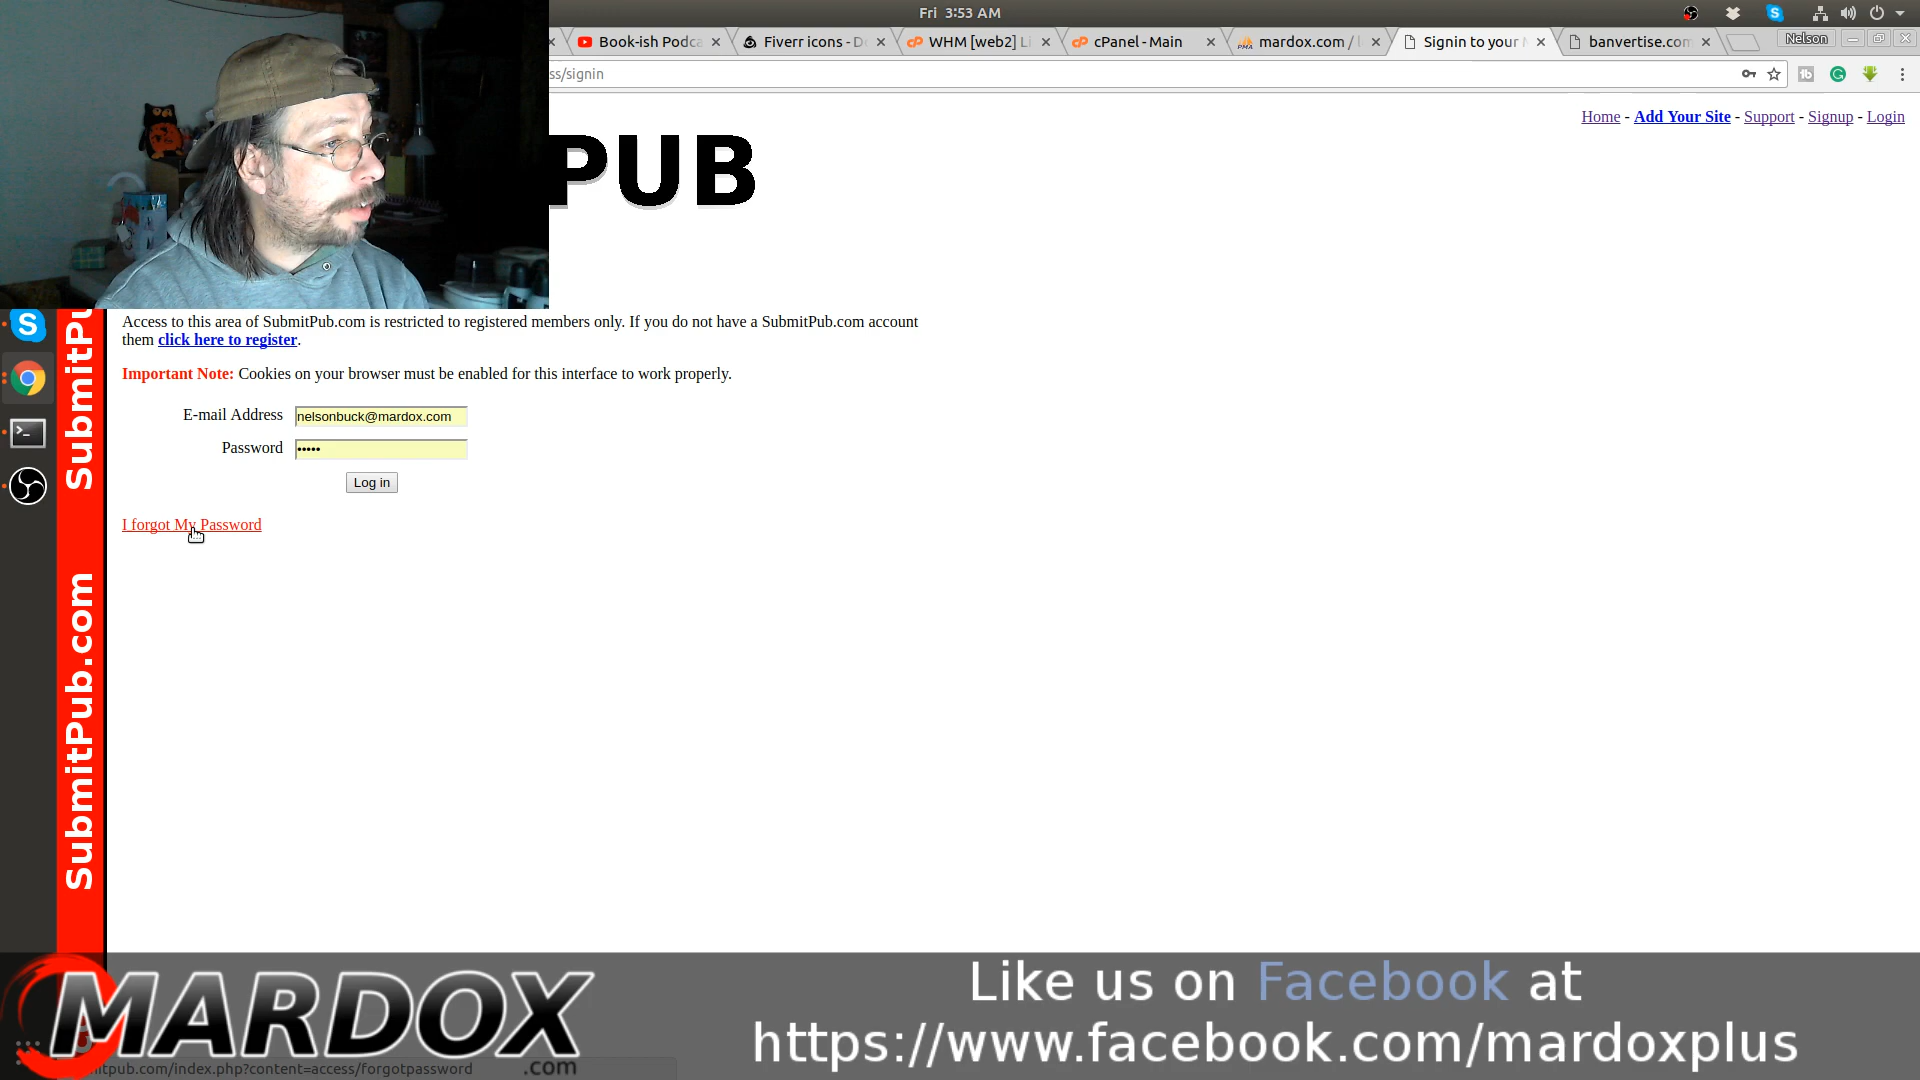 Fri 3:53 AM
Book-ish Podca
Fiverr icons - D
WHM [web2] Li
cPanel - Main
mardox.com / l
Signin to your
banvertise.com
Nelson
ss/signin
Home - Add Your Site - Support - Signup - Login
PUB
Access to this area of SubmitPub.com is restricted to registered members only. If you do not have a SubmitPub.com account
them click here to register.
Important Note: Cookies on your browser must be enabled for this interface to work properly.
E-mail Address nelsonbuck@mardox.com
Password •••••
Log in
I forgot My Password
SubmitPu
SubmitPub.com
MARDOX
.com
Like us on Facebook at
https://www.facebook.com/mardoxplus
itpub.com/index.php?content=access/forgotpassword